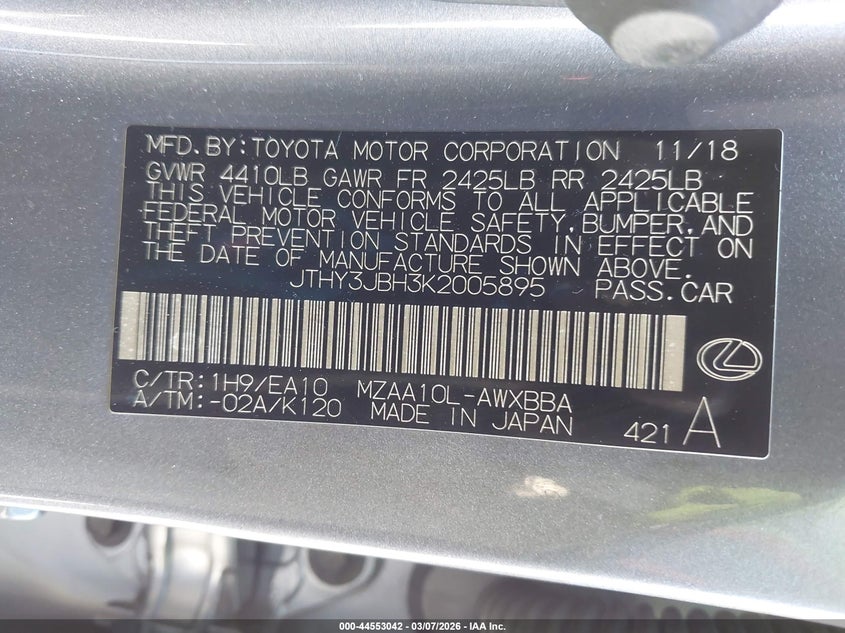 MFD. BY: TOYOTA MOTOR CORPORATION 11/18
GVWR 4410LB GAWR FR 2425LB RR 2425LB
THIS VEHICLE CONFORMS TO ALL APPLICABLE
FEDERAL MOTOR VEHICLE SAFETY, BUMPER, AND
THEFT PREVENTION STANDARDS IN EFFECT ON
THE DATE OF MANUFACTURE SHOWN ABOVE.
JTHY3JBH3K2005895 PASS. CAR
C/TR: 1H9/EA10 MZAA10L-AWXBBA
A/TM: -02A/K120 MADE IN JAPAN
421 A
000-44553042 - 03/07/2026 - IAA Inc.